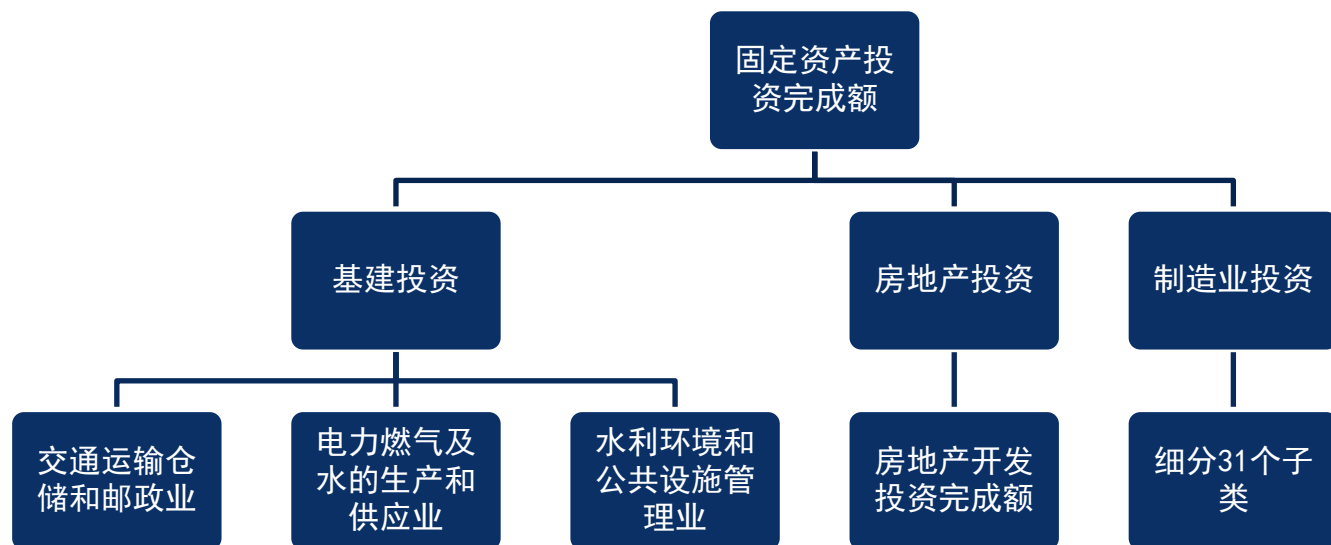 固定资产投
资完成额
基建投资
房地产投资
制造业投资
交通运输仓
储和邮政业
电力燃气及
水的生产和
供应业
水利环境和
公共设施管
理业
房地产开发
投资完成额
细分31个子
类